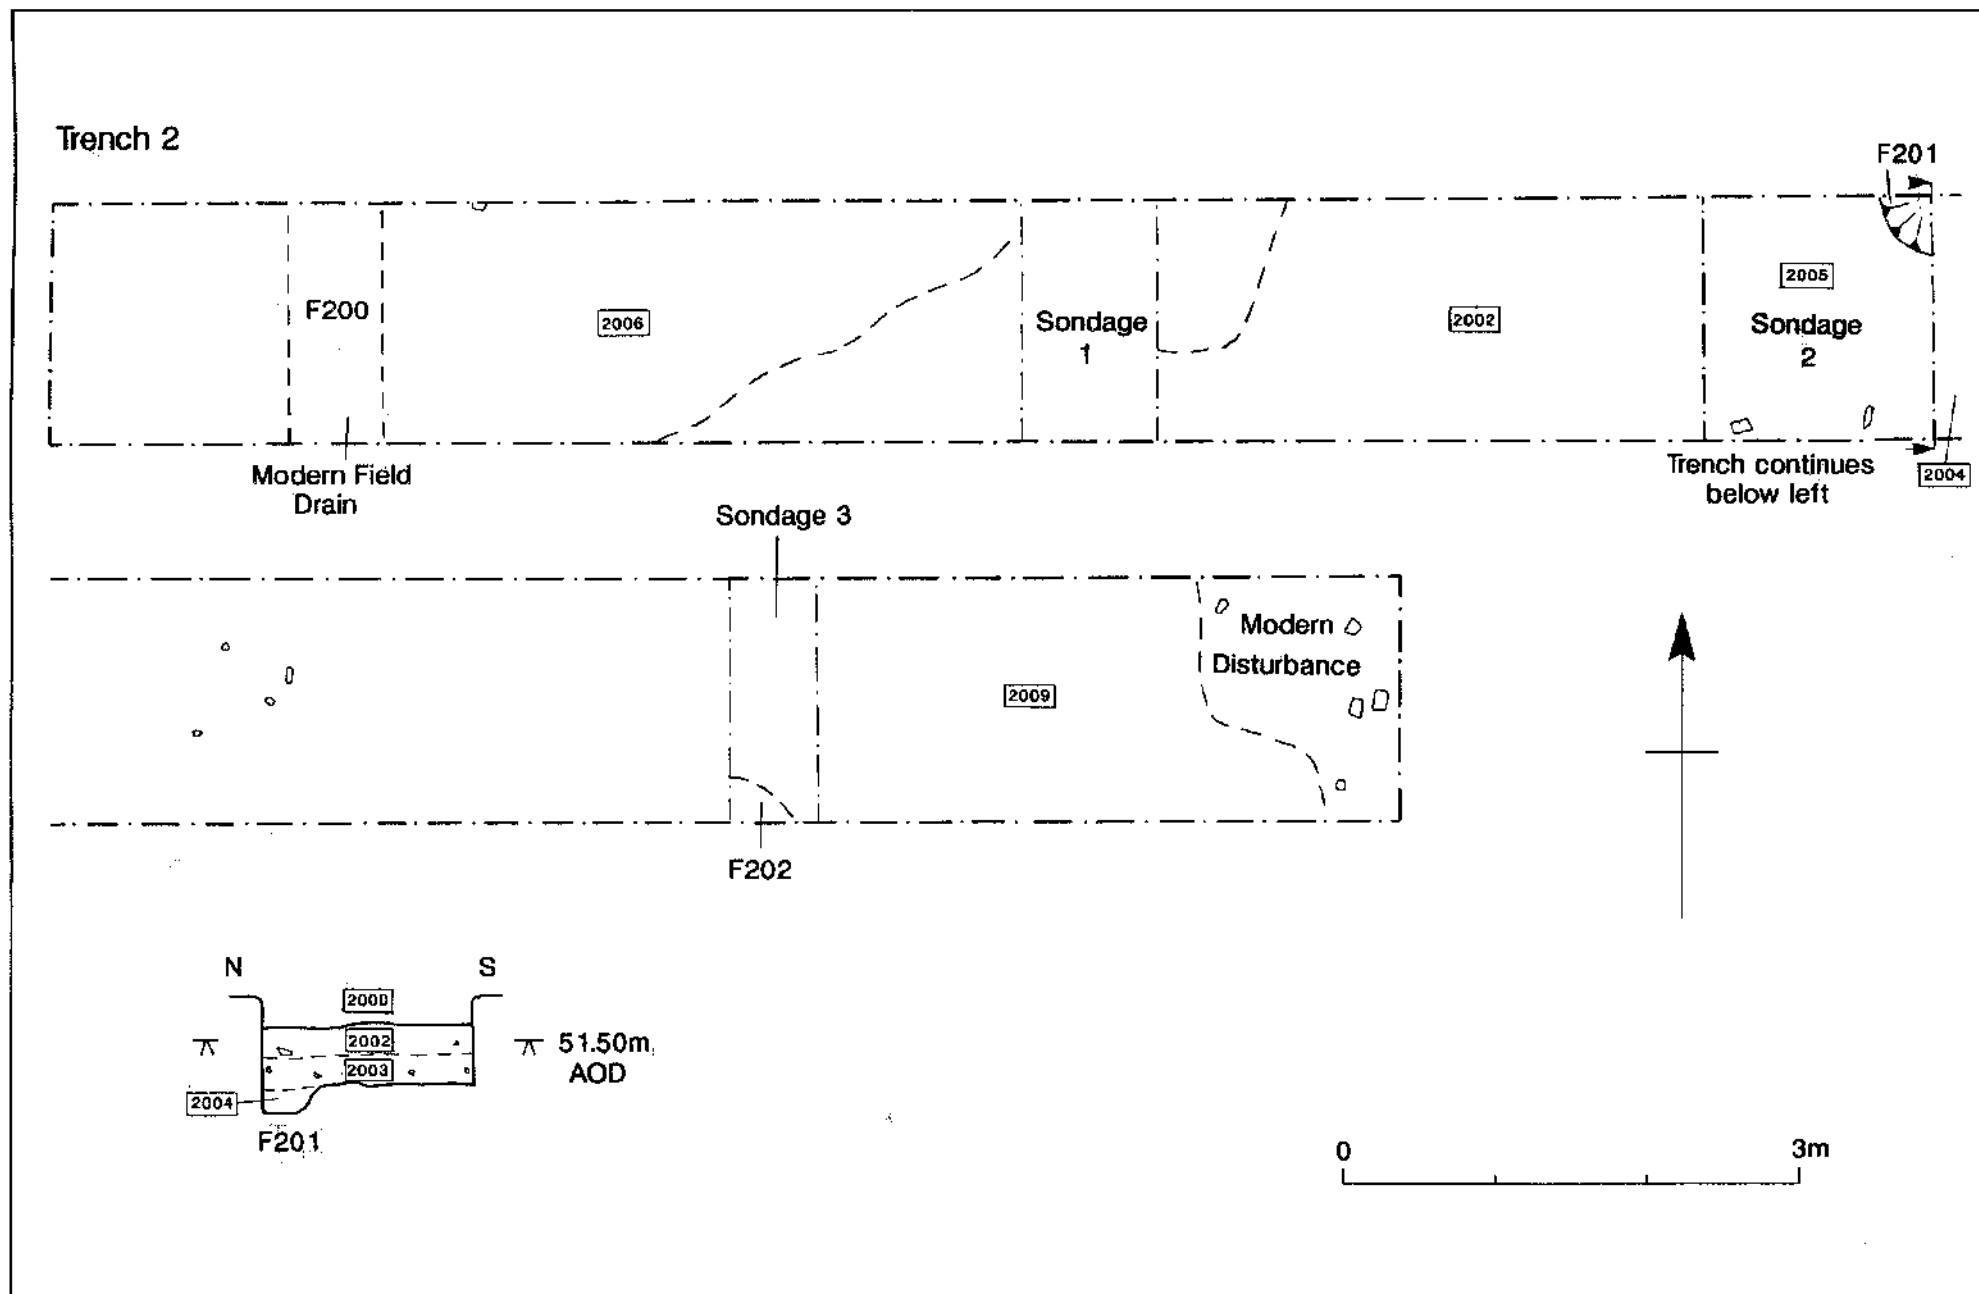 Trench 2
F201
F200
2006
Sondage
1
2002
2005
Sondage
2
Modern Field
Drain
Trench continues
below left
2004
Sondage 3
Modern
Disturbance
2009
F202
N
S
2000
2002
2003
2004
F201
51.50m
AOD
0
3m